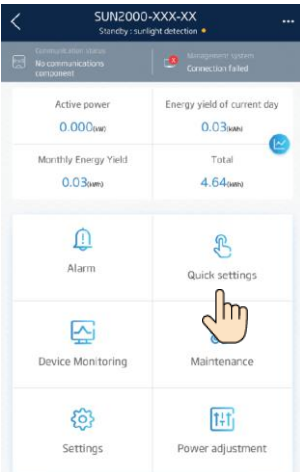 SUN2000-XXX-XX
Standby : sunlight detection
Communication status
No communications
component
Management system
Connection failed
Active power
0.000(kW)
Energy yield of current day
0.03(kWh)
Monthly Energy Yield
0.03(kWh)
Total
4.64(kWh)
Alarm
Quick settings
Device Monitoring
Maintenance
Settings
Power adjustment